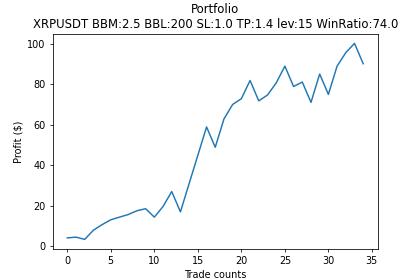 Portfolio
XRPUSDT BBM:2.5 BBL:200 SL:1.0 TP:1.4 lev:15 WinRatio:74.0
100
80
60
40
20
0
Profit ($)
0 5 10 15 20 25 30 35
Trade counts